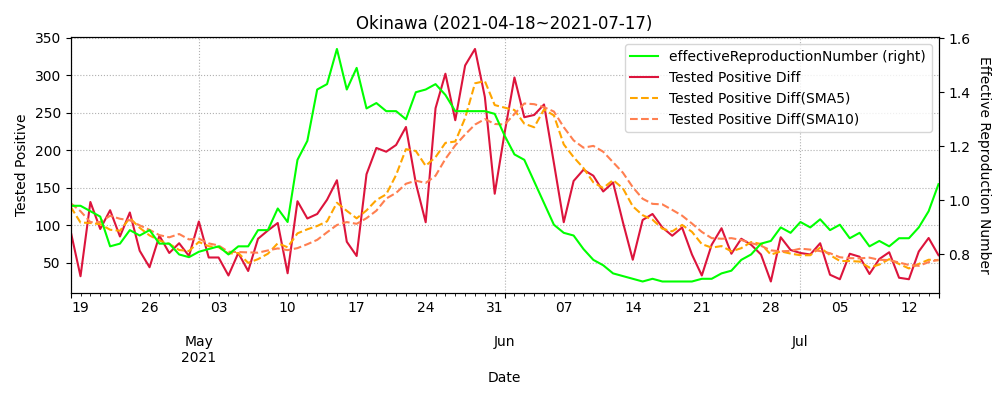 Okinawa (2021-04-18~2021-07-17)
effectiveReproductionNumber (right)
Tested Positive Diff
Tested Positive Diff(SMA5)
Tested Positive Diff(SMA10)
Tested Positive
350
300
250
200
150
100
50
1.6
1.4
1.2
1.0
0.8
Effective Reproduction Number
19 26 03 10 17 24 31 07 14 21 28 05 12
May Jun Jul
2021
Date